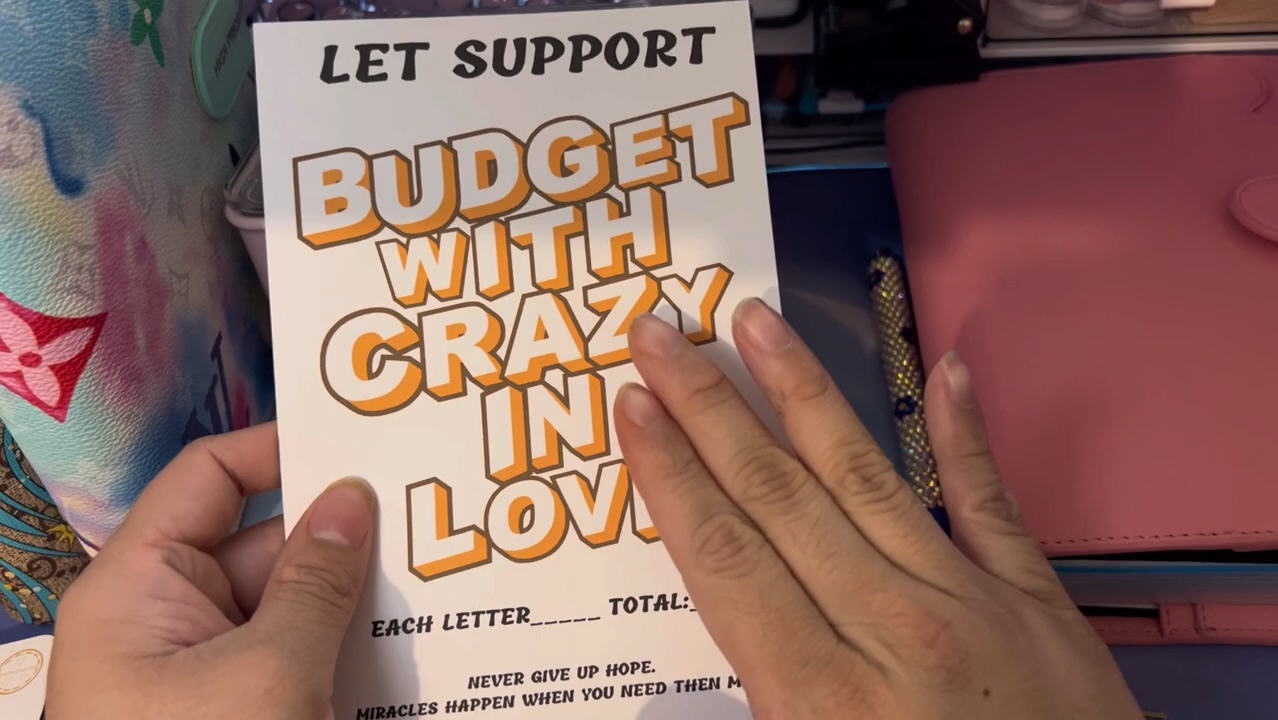 LET SUPPORT
BUDGET
WITH
CRAZY
IN
LOVE
EACH LETTER_____ TOTAL:_
NEVER GIVE UP HOPE.
MIRACLES HAPPEN WHEN YOU NEED THEN